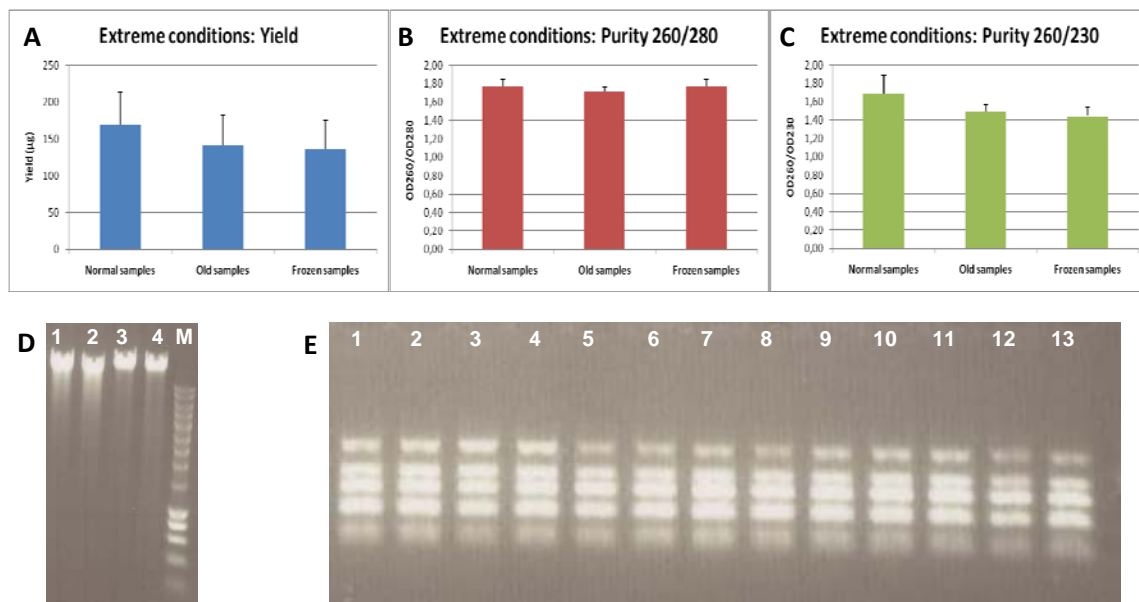 A
Extreme conditions: Yield
250
200
150
100
50
0
Yield (µg)
Normal samples Old samples Frozen samples
B
Extreme conditions: Purity 260/280
2,00
1,80
1,60
1,40
1,20
1,00
0,80
0,60
0,40
0,20
0,00
OD260/OD280
Normal samples Old samples Frozen samples
C
Extreme conditions: Purity 260/230
2,00
1,80
1,60
1,40
1,20
1,00
0,80
0,60
0,40
0,20
0,00
OD260/OD230
Normal samples Old samples Frozen samples
D
1 2 3 4 M
E
1 2 3 4 5 6 7 8 9 10 11 12 13